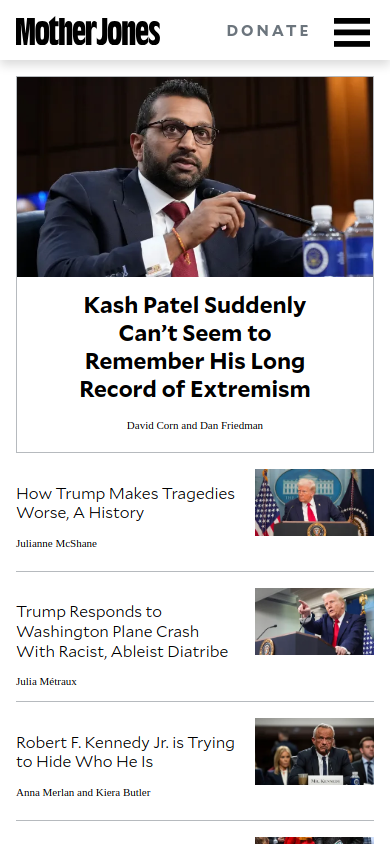 Mother Jones
DONATE
Kash Patel Suddenly
Can’t Seem to
Remember His Long
Record of Extremism
David Corn and Dan Friedman
How Trump Makes Tragedies
Worse, A History
Julianne McShane
Trump Responds to
Washington Plane Crash
With Racist, Ableist Diatribe
Julia Métraux
Robert F. Kennedy Jr. is Trying
to Hide Who He Is
Anna Merlan and Kiera Butler